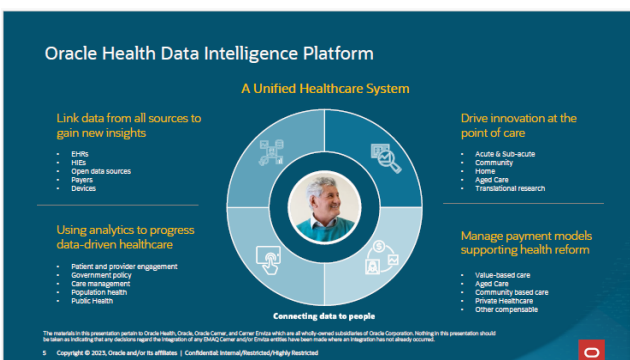 Oracle Health Data Intelligence Platform
A Unified Healthcare System
Link data from all sources to
gain new insights
• EHRs
• HIEs
• Open data sources
• Payers
• Devices
Drive innovation at the
point of care
• Acute & Sub-acute
• Community
• Home
• Aged Care
• Translational research
Using analytics to progress
data-driven healthcare
• Patient and provider engagement
• Government policy
• Care management
• Population health
• Public Health
Manage payment models
supporting health reform
• Value-based care
• Aged Care
• Community based care
• Private Healthcare
• Other compensable
Connecting data to people
The materials in this presentation pertain to Oracle Health, Oracle, Oracle Cerner, and Cerner Enviza which are all wholly-owned subsidiaries of Oracle Corporation. Nothing in this presentation should
be taken as indicating that any decisions regard the integration of any EMAQ Cerner and/or Enviza entities have been made where an integration has not already occurred.
5 Copyright © 2023, Oracle and/or its affiliates | Confidential: Internal/Restricted/Highly Restricted